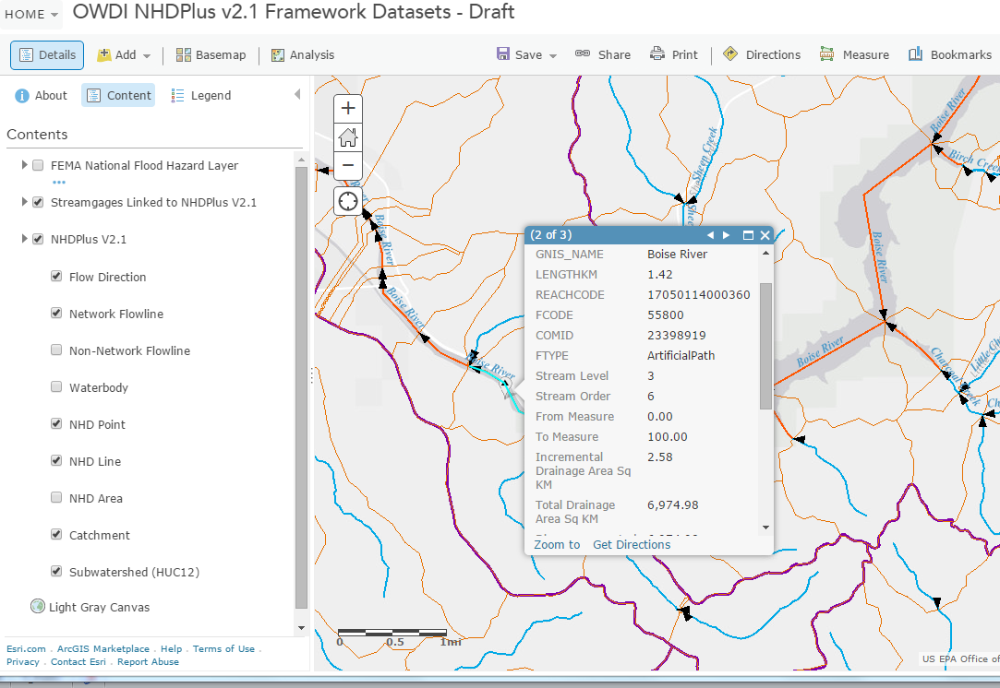 HOME
OWDI NHDPlus v2.1 Framework Datasets - Draft
Details
Add
Basemap
Analysis
Save
Share
Print
Directions
Measure
Bookmarks
About
Content
Legend
Contents
FEMA National Flood Hazard Layer
Streamgages Linked to NHDPlus V2.1
NHDPlus V2.1
Flow Direction
Network Flowline
Non-Network Flowline
Waterbody
NHD Point
NHD Line
NHD Area
Catchment
Subwatershed (HUC12)
Light Gray Canvas
Esri.com . ArcGIS Marketplace . Help . Terms of Use .
Privacy . Contact Esri . Report Abuse
Boise River
Boise River
Boise River
Sheep Creek
Boise River
Birch Creek
Boise River
Boise River
(2 of 3)
GNIS_NAME Boise River
LENGTHKM 1.42
REACHCODE 17050114000360
FCODE 55800
COMID 23398919
FTYPE ArtificialPath
Stream Level 3
Stream Order 6
From Measure 0.00
To Measure 100.00
Incremental 2.58
Drainage Area Sq
KM
Total Drainage 6,974.98
Area Sq KM
Zoom to Get Directions
0 0.5 1mi
US EPA Office of